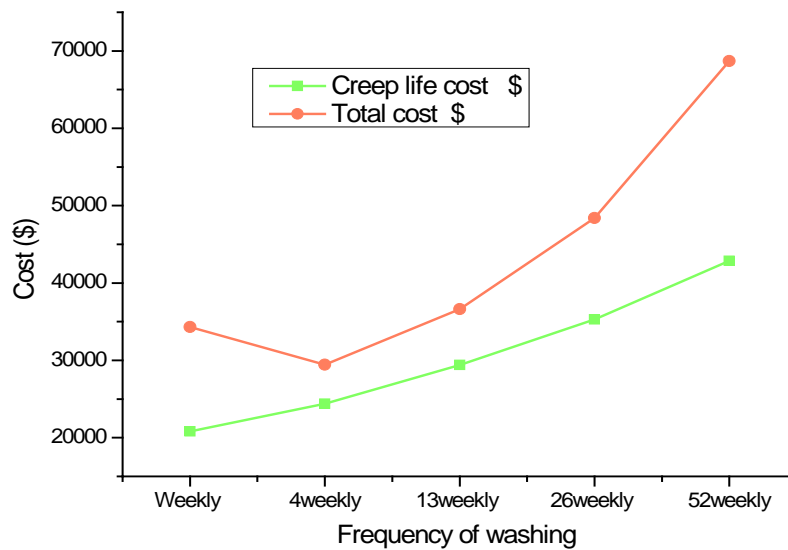 70000
60000
50000
40000
30000
20000
Cost ($)
Creep life cost $
Total cost $
Weekly 4weekly 13weekly 26weekly 52weekly
Frequency of washing